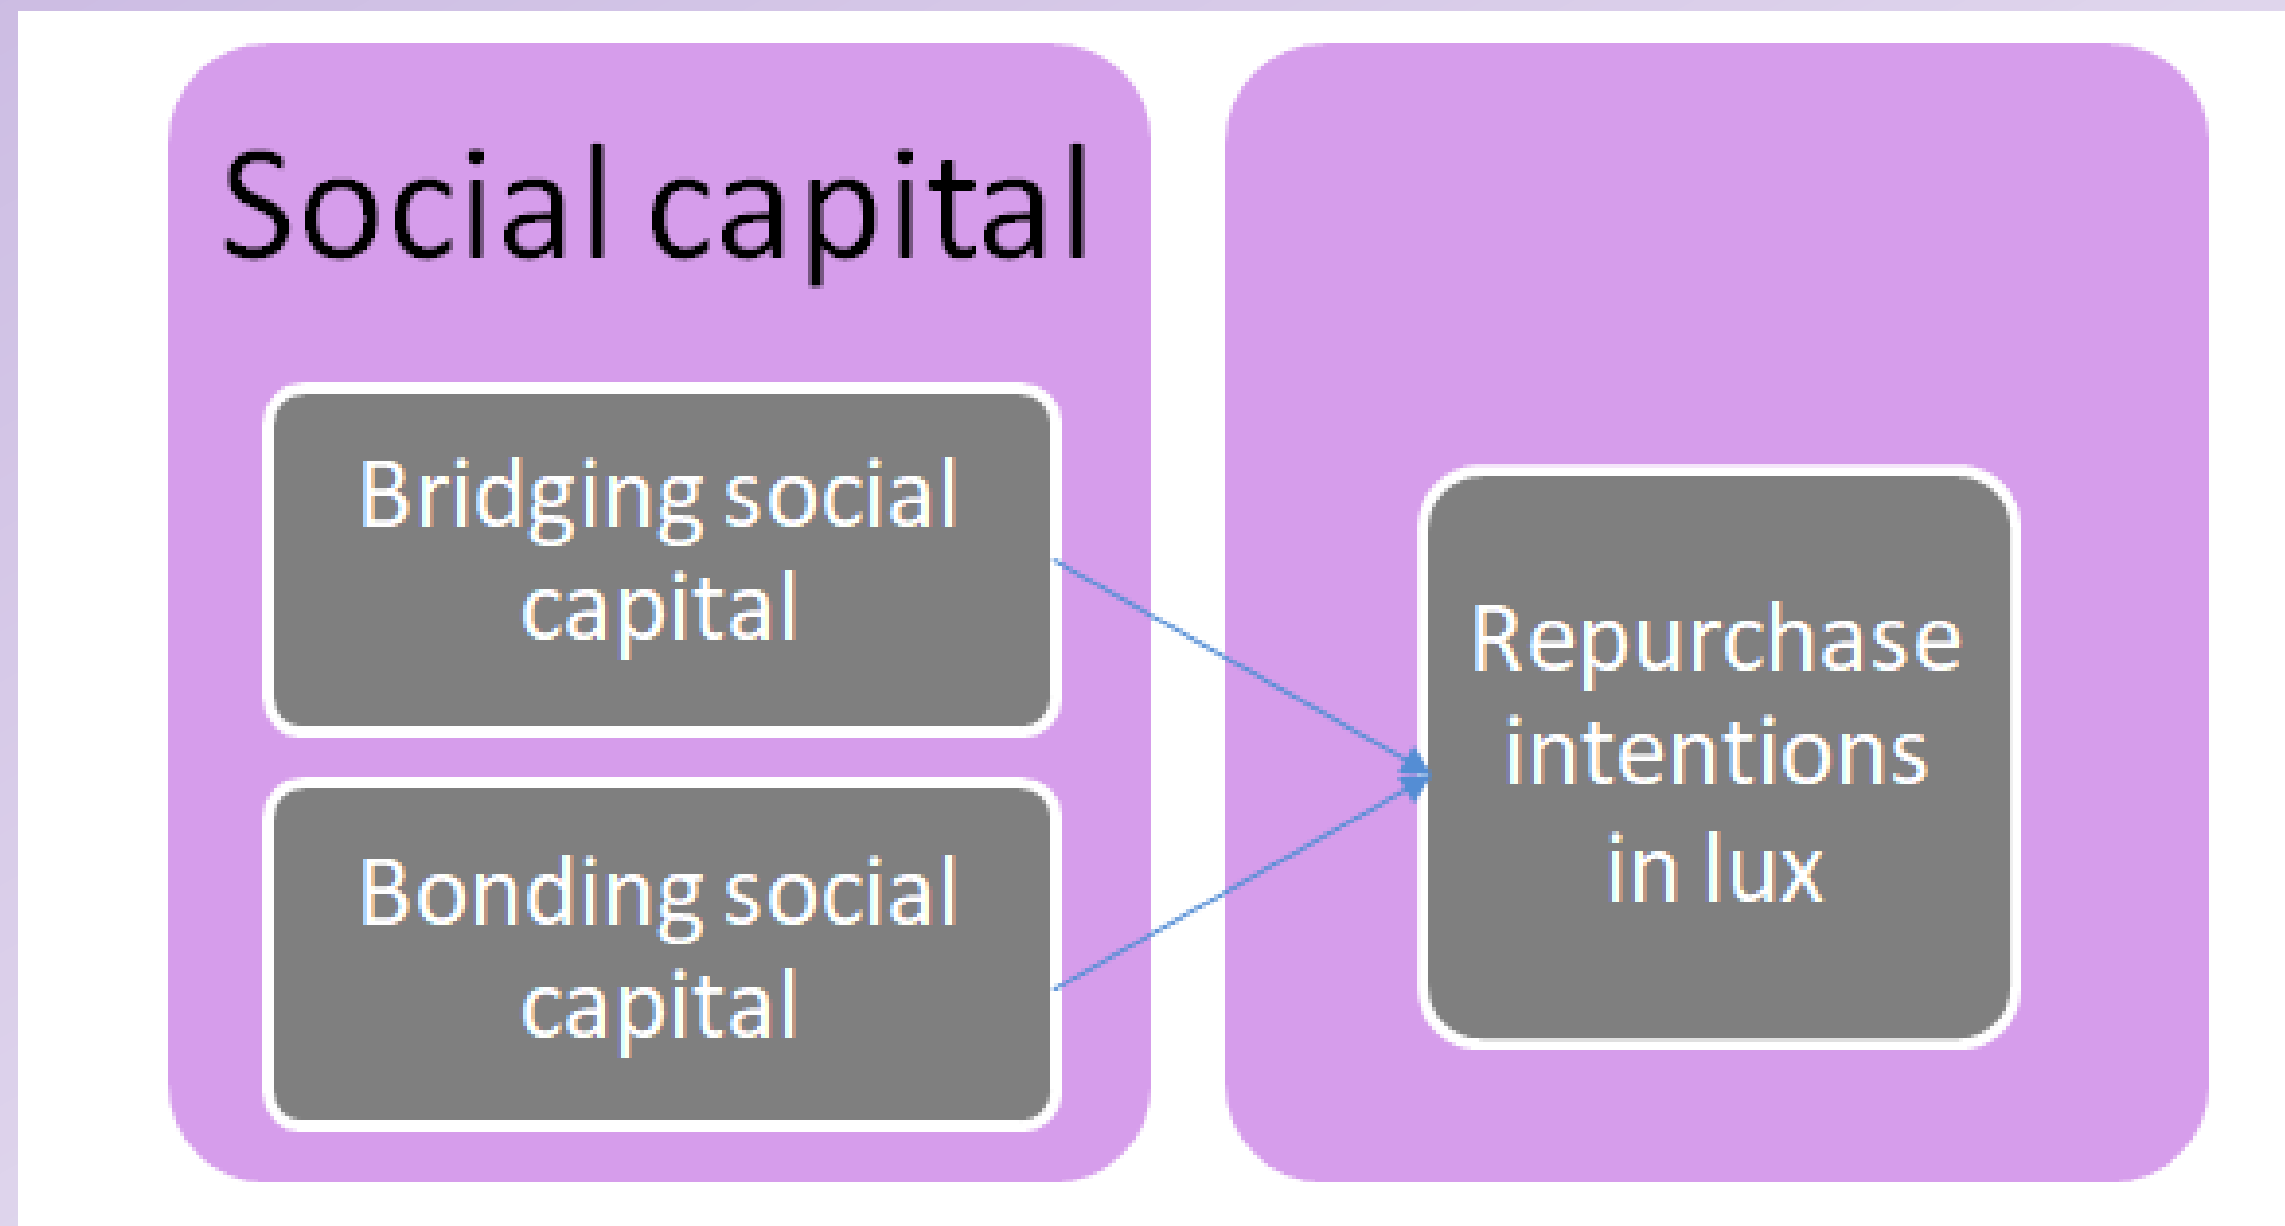 Social capital
Bridging social
capital
Bonding social
capital
Repurchase
intentions
in lux